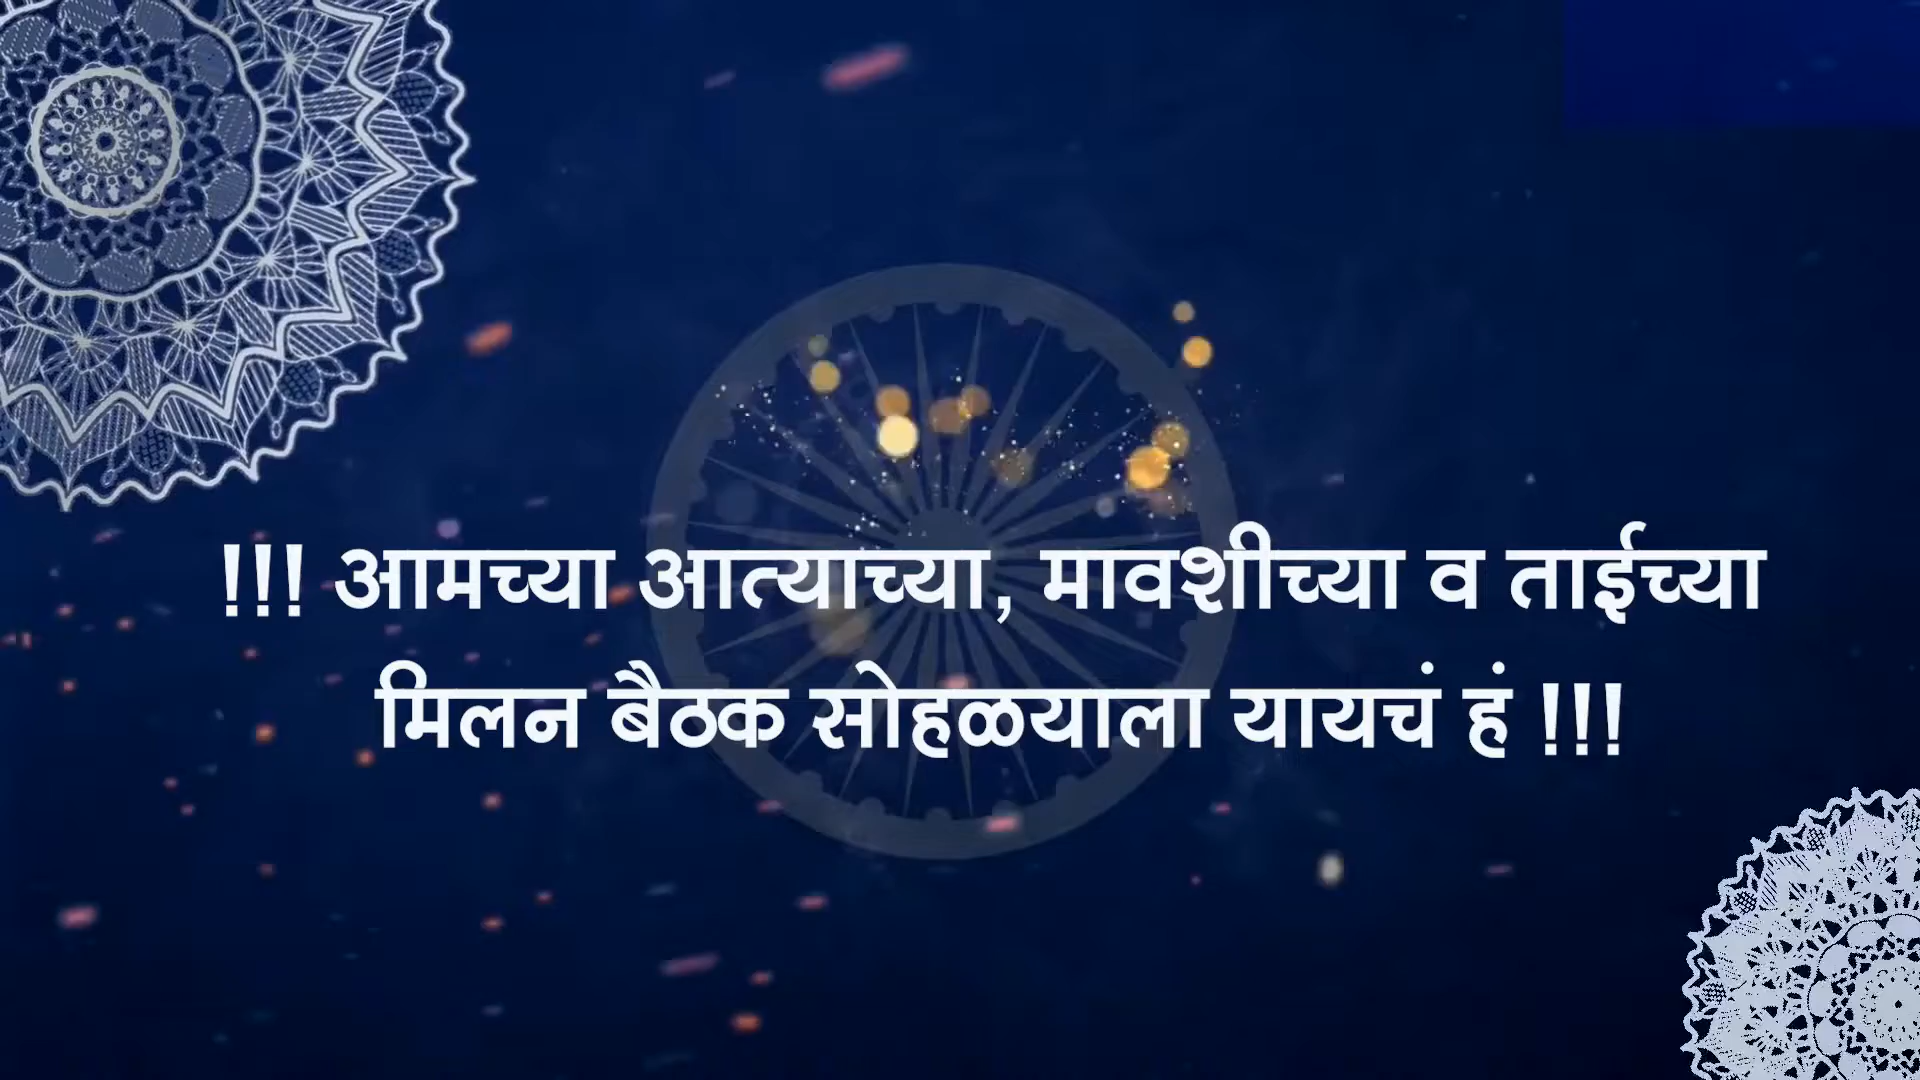 !!! आमच्या आत्याच्या, मावशीच्या व ताईच्या
मिलन बैठक सोहळयाला यायचं हं !!!